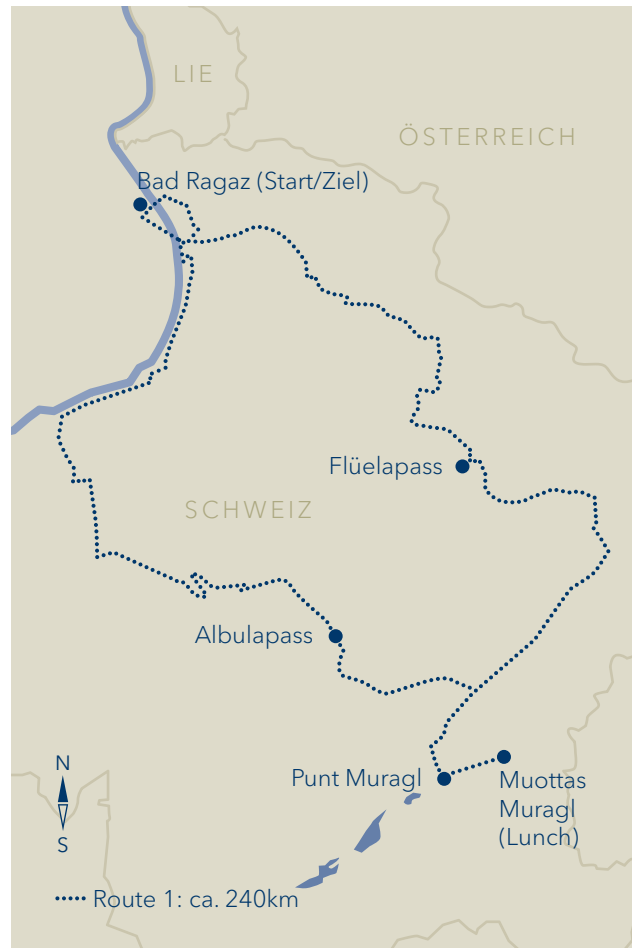 LIE
ÖSTERREICH
Bad Ragaz (Start/Ziel)
Flüelapass
SCHWEIZ
Albulapass
Punt Muragl
Muottas
Muragl
(Lunch)
N
S
Route 1: ca. 240km